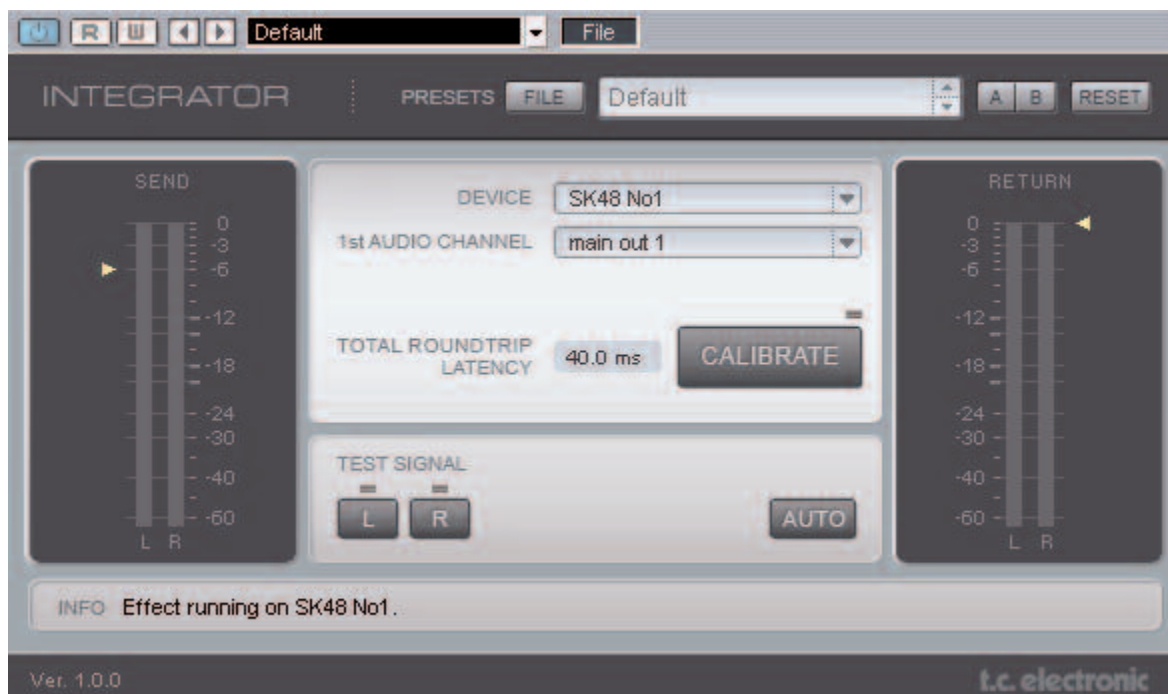 R W Default File
INTEGRATOR PRESETS FILE Default A B RESET
SEND
0
-3
-6
-12
-18
-24
-30
-40
-60
L R
DEVICE SK48 No1
1st AUDIO CHANNEL main out 1
TOTAL ROUNDTRIP
LATENCY 40.0 ms CALIBRATE
TEST SIGNAL
L R AUTO
RETURN
0
-3
-6
-12
-18
-24
-30
-40
-60
L R
INFO Effect running on SK48 No1.
Ver. 1.0.0 t.c. electronic